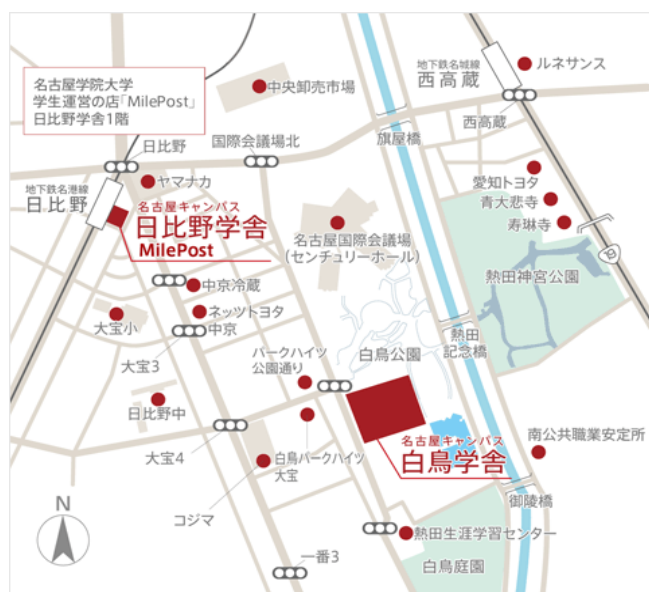 名古屋学院大学
学生運営の店「MilePost」
日比野学舎1階
中央卸売市場
地下鉄名城線
西高蔵
ルネサンス
西高蔵
日比野
国際会議場北
旗屋橋
地下鉄名港線
日比野
ヤマナカ
愛知トヨタ
青大悲寺
寿琳寺
19
名古屋キャンパス
日比野学舎
MilePost
名古屋国際会議場
(センチュリーホール)
熱田神宮公園
中京冷蔵
ネッツトヨタ
中京
大宝小
大宝3
白鳥公園
熱田
記念橋
パークハイツ
公園通り
日比野中
大宝4
白鳥パークハイツ
大宝
名古屋キャンパス
白鳥学舎
南公共職業安定所
御陵橋
コジマ
N
一番3
熱田生涯学習センター
白鳥庭園